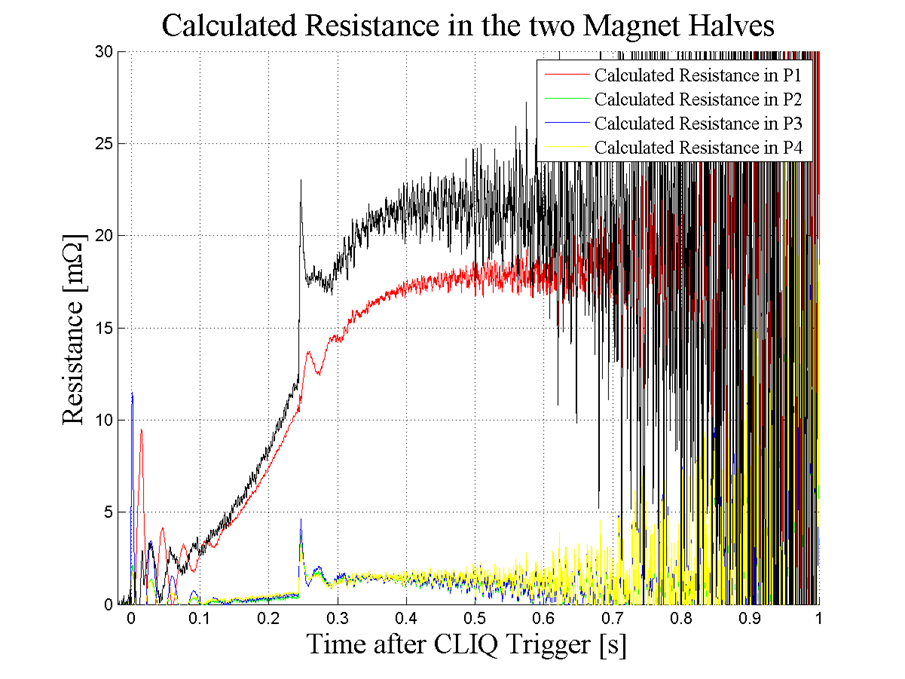 Calculated Resistance in the two Magnet Halves
30
25
20
15
10
5
0
Resistance [mΩ]
Calculated Resistance in P1
Calculated Resistance in P2
Calculated Resistance in P3
Calculated Resistance in P4
0 0.1 0.2 0.3 0.4 0.5 0.6 0.7 0.8 0.9 1
Time after CLIQ Trigger [s]